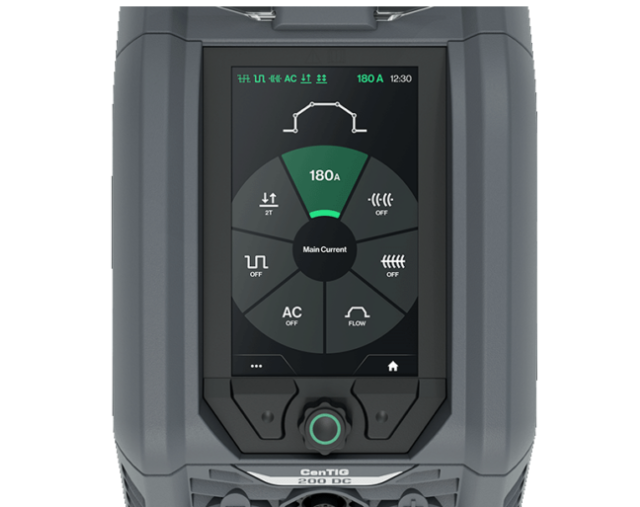 AC 180 A 12:30
180A
2T
OFF
Main Current
OFF
OFF
AC
OFF
FLOW
CenTIG
200 DC